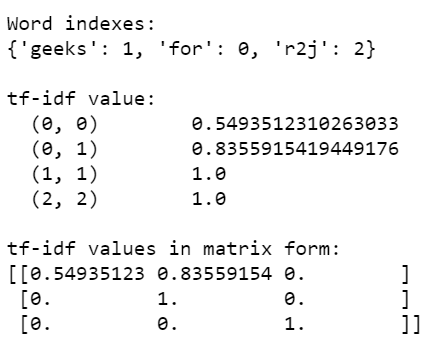 Word indexes:
{'geeks': 1, 'for': 0, 'r2j': 2}
tf-idf value:
  (0, 0)        0.5493512310263033
  (0, 1)        0.8355915419449176
  (1, 1)        1.0
  (2, 2)        1.0
tf-idf values in matrix form:
[[0.54935123 0.83559154 0.        ]
 [0.         1.         0.        ]
 [0.         0.         1.        ]]